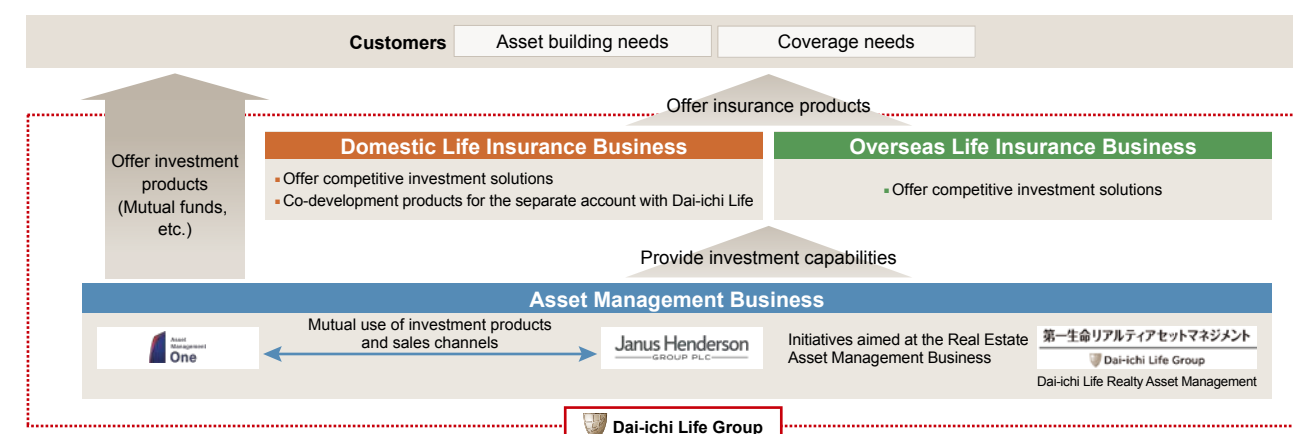 Customers
Asset building needs
Coverage needs
Offer insurance products
Offer investment
products
(Mutual funds,
etc.)
Domestic Life Insurance Business
▪ Offer competitive investment solutions
▪ Co-development products for the separate account with Dai-ichi Life
Overseas Life Insurance Business
▪ Offer competitive investment solutions
Provide investment capabilities
Asset Management Business
Asset
Management
One
Mutual use of investment products
and sales channels
Janus Henderson
GROUP PLC
Initiatives aimed at the Real Estate
Asset Management Business
第一生命リアルティアセットマネジメント
Dai-ichi Life Group
Dai-ichi Life Realty Asset Management
Dai-ichi Life Group